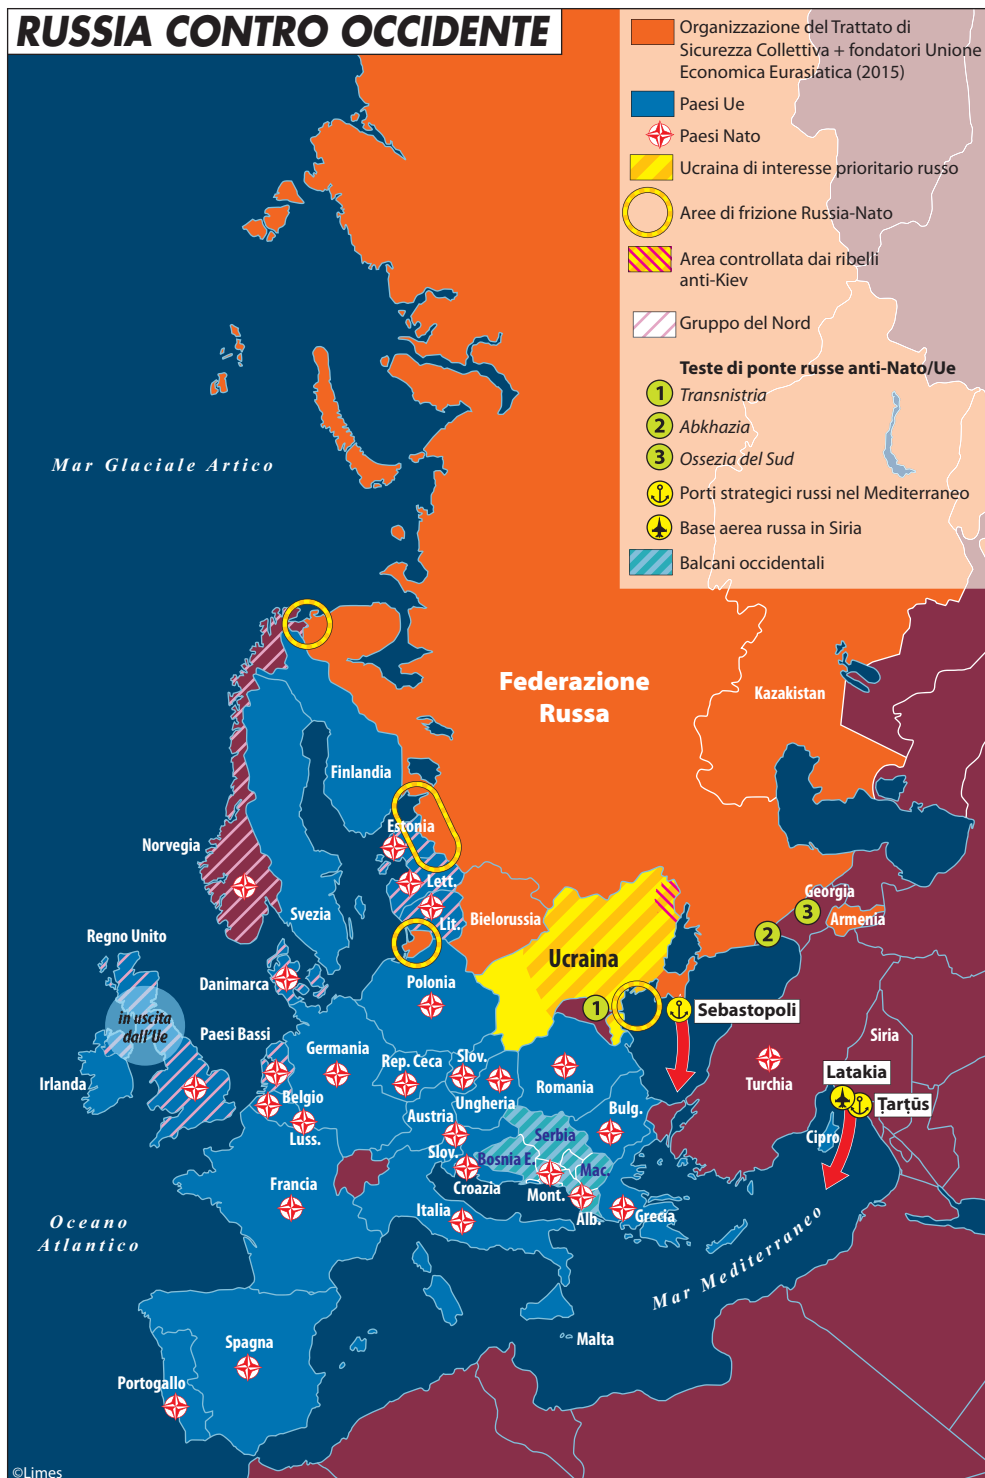 RUSSIA CONTRO OCCIDENTE
Organizzazione del Trattato di
Sicurezza Collettiva + fondatori Unione
Economica Eurasiatica (2015)
Paesi Ue
Paesi Nato
Ucraina di interesse prioritario russo
Aree di frizione Russia-Nato
Area controllata dai ribelli
anti-Kiev
Gruppo del Nord
Teste di ponte russe anti-Nato/Ue
1 Transnistria
2 Abkhazia
3 Ossezia del Sud
Porti strategici russi nel Mediterraneo
Base aerea russa in Siria
Balcani occidentali
Mar Glaciale Artico
Federazione
Russa
Kazakistan
Finlandia
Norvegia
Estonia
Lett.
Lit.
Svezia
Bielorussia
Georgia
3
Armenia
2
Regno Unito
Danimarca
Ucraina
Polonia
in uscita
dall'Ue
Paesi Bassi
1
Sebastopoli
Germania
Rep. Ceca
Slov.
Romania
Turchia
Siria
Irlanda
Belgio
Ungheria
Latakia
Ṭarṭūs
Luss.
Austria
Bulg.
Serbia
Cipro
Slov.
Bosnia E.
Mac.
Croazia
Mont.
Francia
Italia
Alb.
Grecia
Oceano
Atlantico
Mar Mediterraneo
Malta
Spagna
Portogallo
©Limes